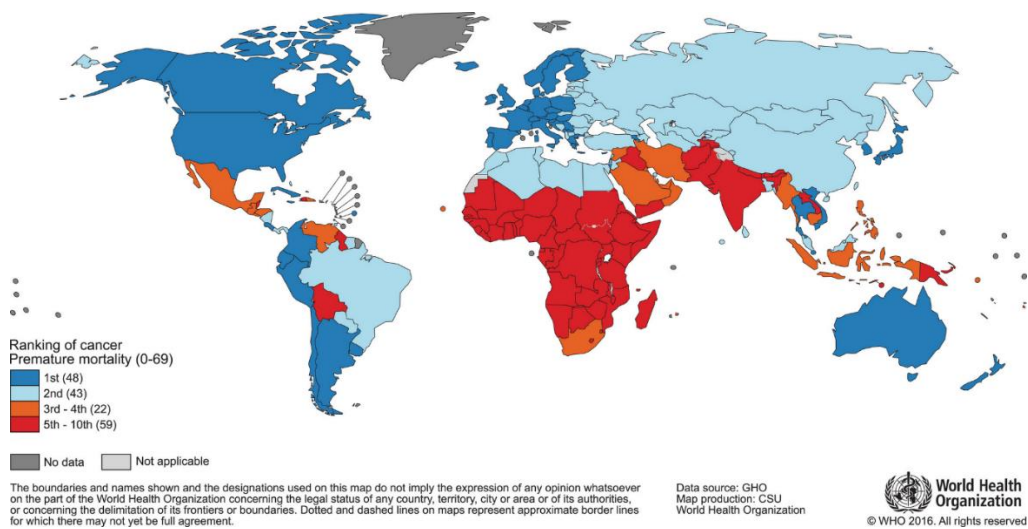 Ranking of cancer
Premature mortality (0-69)
1st (48)
2nd (43)
3rd - 4th (22)
5th - 10th (59)
No data
Not applicable
The boundaries and names shown and the designations used on this map do not imply the expression of any opinion whatsoever
on the part of the World Health Organization concerning the legal status of any country, territory, city or area or of its authorities,
or concerning the delimitation of its frontiers or boundaries. Dotted and dashed lines on maps represent approximate border lines
for which there may not yet be full agreement.
Data source: GHO
Map production: CSU
World Health Organization
World Health
Organization
© WHO 2016. All rights reserved